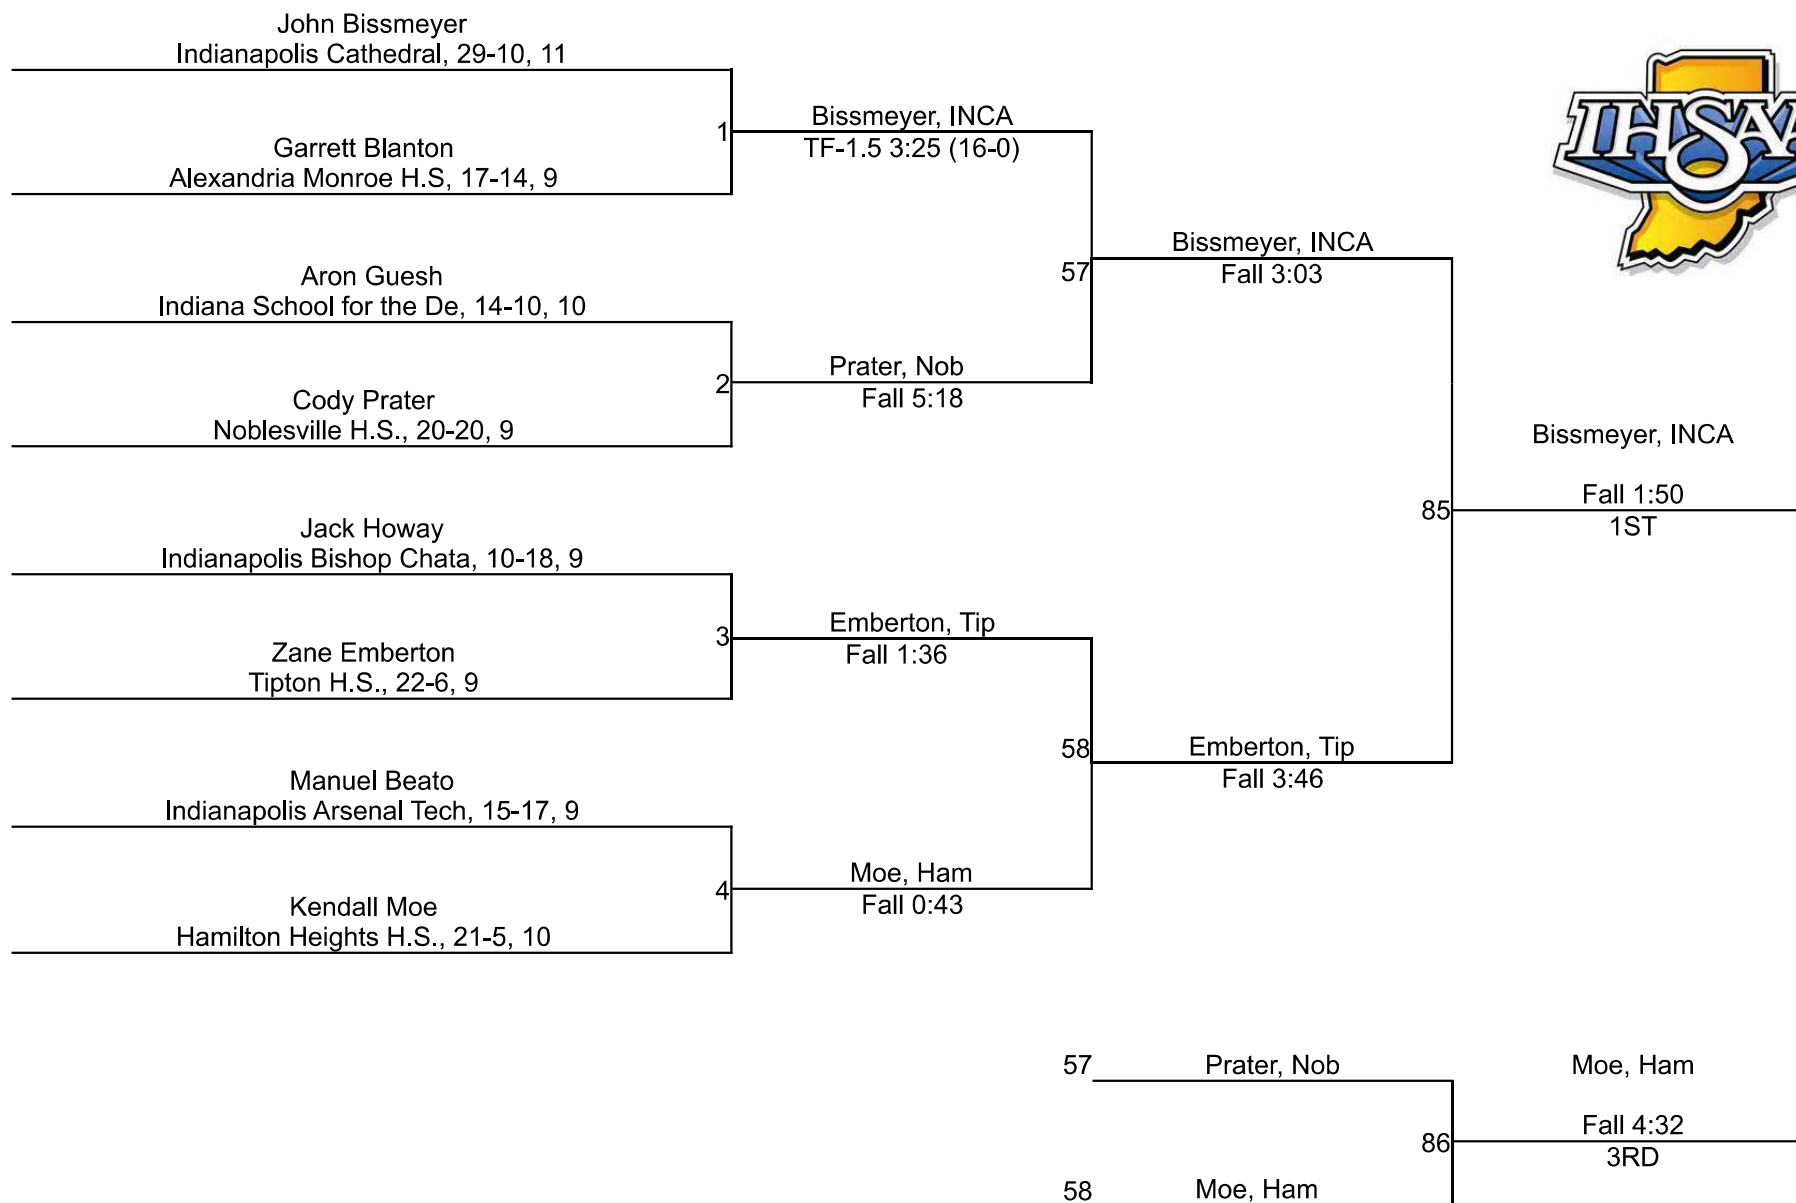 John Bissmeyer
Indianapolis Cathedral, 29-10, 11
1
Bissmeyer, INCA
TF-1.5 3:25 (16-0)
Garrett Blanton
Alexandria Monroe H.S, 17-14, 9
IHSAA
57
Bissmeyer, INCA
Fall 3:03
Aron Guesh
Indiana School for the De, 14-10, 10
2
Prater, Nob
Fall 5:18
Cody Prater
Noblesville H.S., 20-20, 9
85
Bissmeyer, INCA
Fall 1:50
1ST
Jack Howay
Indianapolis Bishop Chata, 10-18, 9
3
Emberton, Tip
Fall 1:36
Zane Emberton
Tipton H.S., 22-6, 9
58
Emberton, Tip
Fall 3:46
Manuel Beato
Indianapolis Arsenal Tech, 15-17, 9
4
Moe, Ham
Fall 0:43
Kendall Moe
Hamilton Heights H.S., 21-5, 10
57
Prater, Nob
86
Moe, Ham
Fall 4:32
3RD
58
Moe, Ham